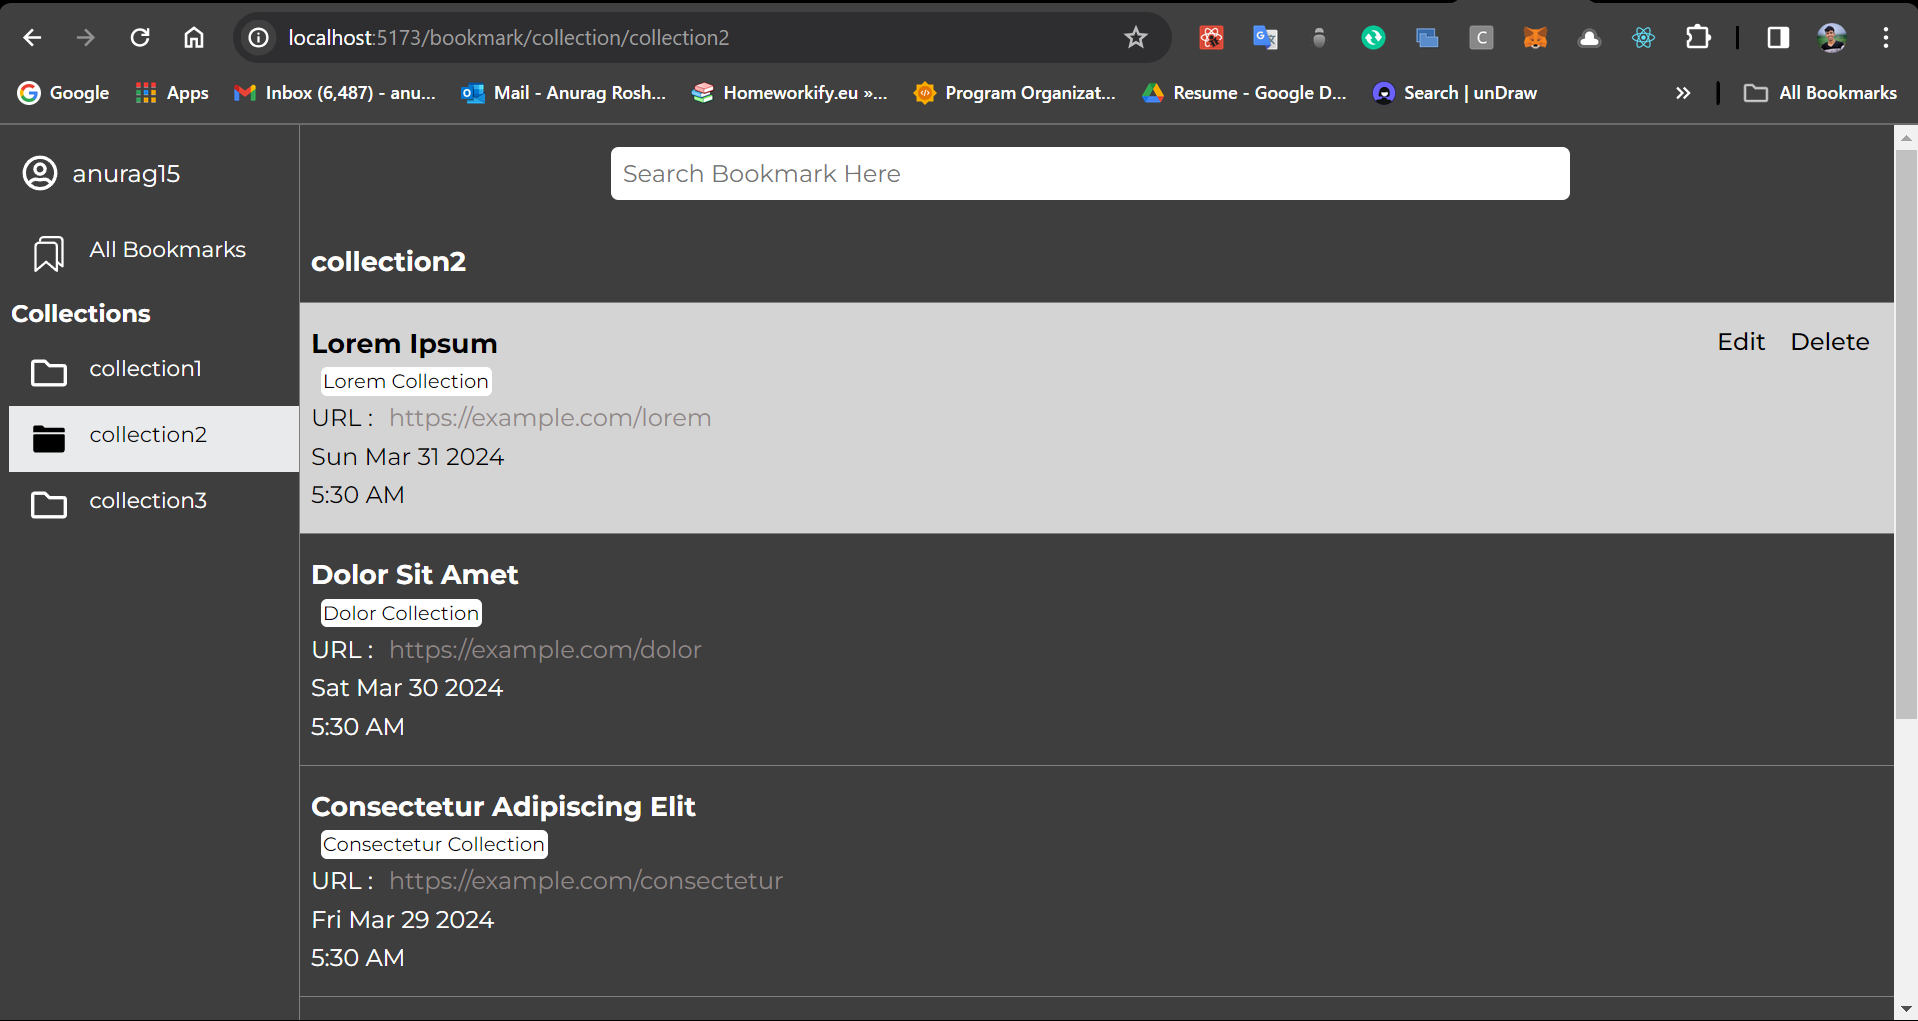 localhost:5173/bookmark/collection/collection2
C
Google Apps Inbox (6,487) - anu... Mail - Anurag Rosh... Homeworkify.eu »... Program Organizat... Resume - Google D... Search | unDraw » All Bookmarks
anurag15
All Bookmarks
Collections
collection1
collection2
collection3
Search Bookmark Here
collection2
Lorem Ipsum
Edit Delete
Lorem Collection
URL : https://example.com/lorem
Sun Mar 31 2024
5:30 AM
Dolor Sit Amet
Dolor Collection
URL : https://example.com/dolor
Sat Mar 30 2024
5:30 AM
Consectetur Adipiscing Elit
Consectetur Collection
URL : https://example.com/consectetur
Fri Mar 29 2024
5:30 AM